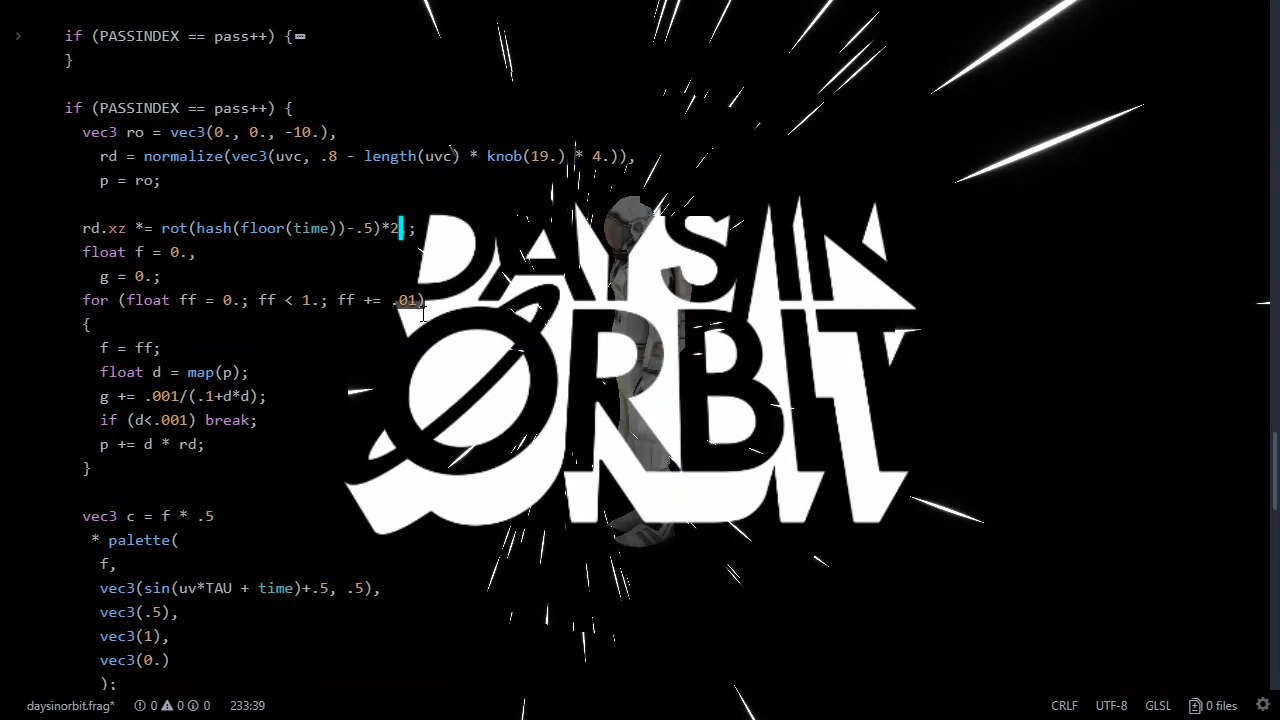 if (PASSINDEX == pass++) {
}
if (PASSINDEX == pass++) {
vec3 ro = vec3(0., 0., -10.),
rd = normalize(vec3(uvc, .8 - length(uvc) * knob(19.) * 4.)),
p = ro;
rd.xz *= rot(hash(floor(time))-.5)*2.;
float f = 0.,
g = 0.;
for (float ff = 0.; ff < 1.; ff += .01)
{
f = ff;
float d = map(p);
g += .001/(.1+d*d);
if (d<.001) break;
p += d * rd;
}
vec3 c = f * .5
* palette(
f,
vec3(sin(uv*TAU + time)+.5, .5),
vec3(.5),
vec3(1),
vec3(0.)
);
DAYS IN
ORBIT
daysinorbit.frag* 0 0 0 233:39 CRLF UTF-8 GLSL 0 files